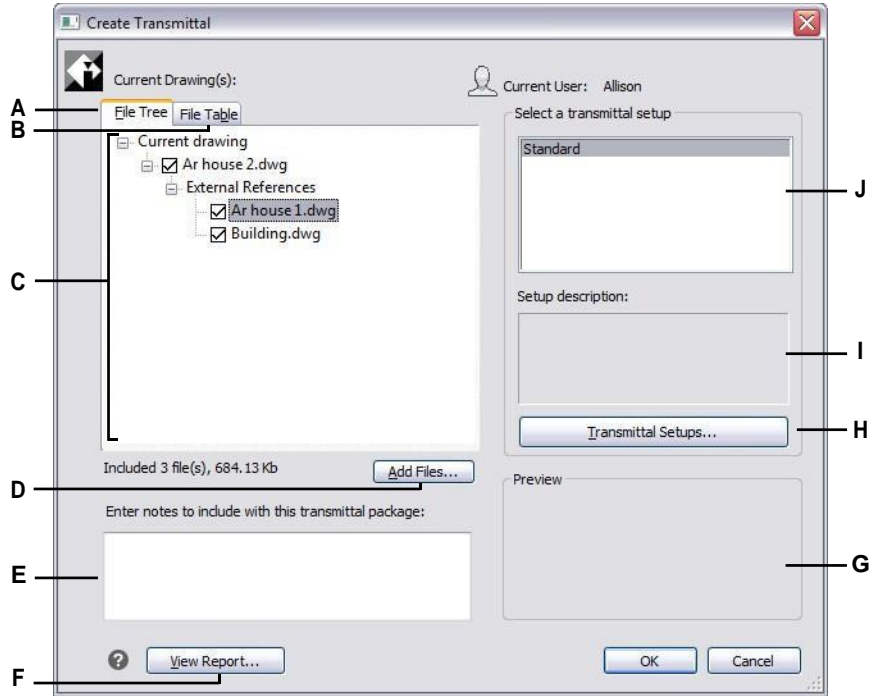 Create Transmittal
Current Drawing(s):
Current User: Allison
A
File Tree
File Table
B
Current drawing
Ar house 2.dwg
External References
Ar house 1.dwg
Building.dwg
C
Included 3 file(s), 684.13 Kb
Add Files...
D
Enter notes to include with this transmittal package:
E
?
View Report...
F
Select a transmittal setup
Standard
J
Setup description:
I
Transmittal Setups...
H
Preview
G
OK
Cancel